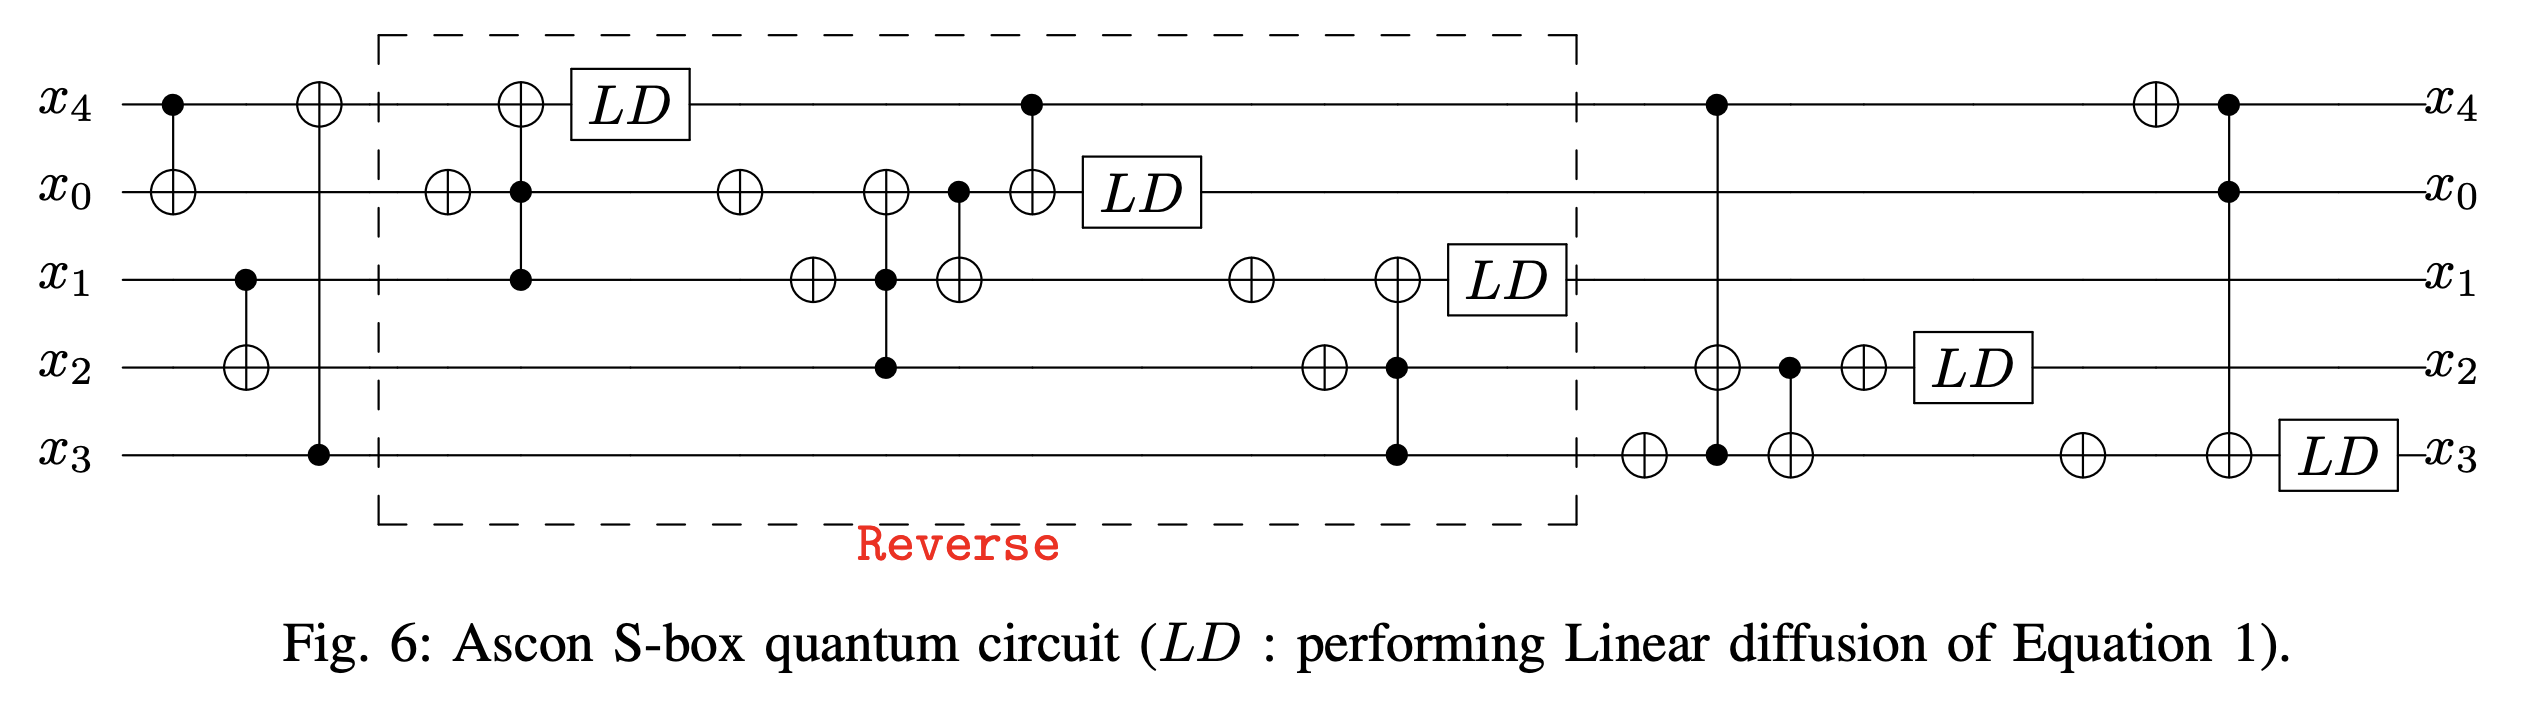 x₄ LD x₄
x₀ LD x₀
x₁ LD x₁
x₂ LD x₂
x₃ LD x₃
Reverse
Fig. 6: Ascon S-box quantum circuit (LD : performing Linear diffusion of Equation 1).